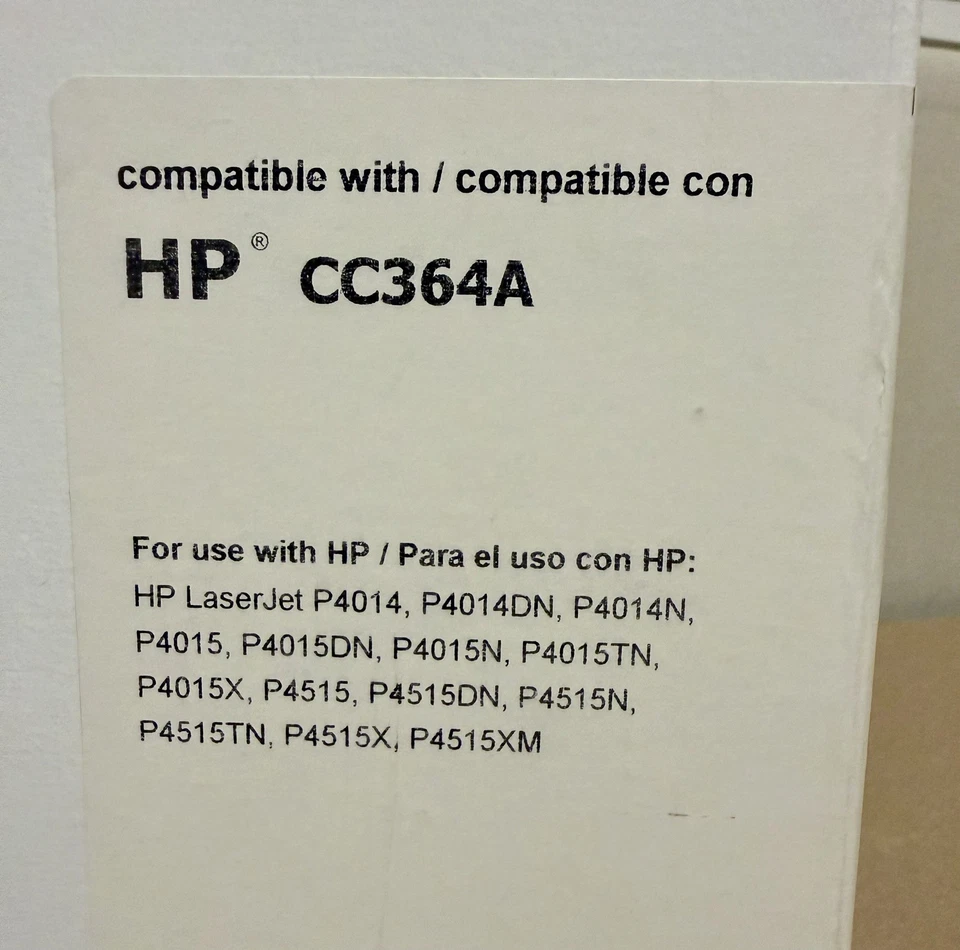 compatible with / compatible con
HP® CC364A
For use with HP / Para el uso con HP:
HP LaserJet P4014, P4014DN, P4014N,
P4015, P4015DN, P4015N, P4015TN,
P4015X, P4515, P4515DN, P4515N,
P4515TN, P4515X, P4515XM